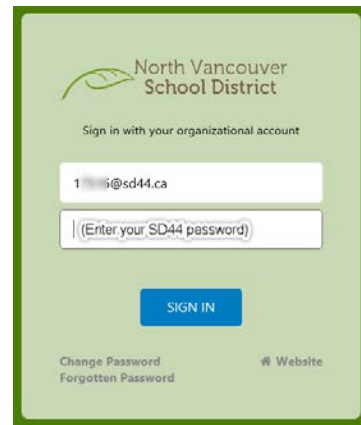 North Vancouver
School District
Sign in with your organizational account
@sd44.ca
(Enter your SD44 password)
SIGN IN
Change Password
Website
Forgotten Password